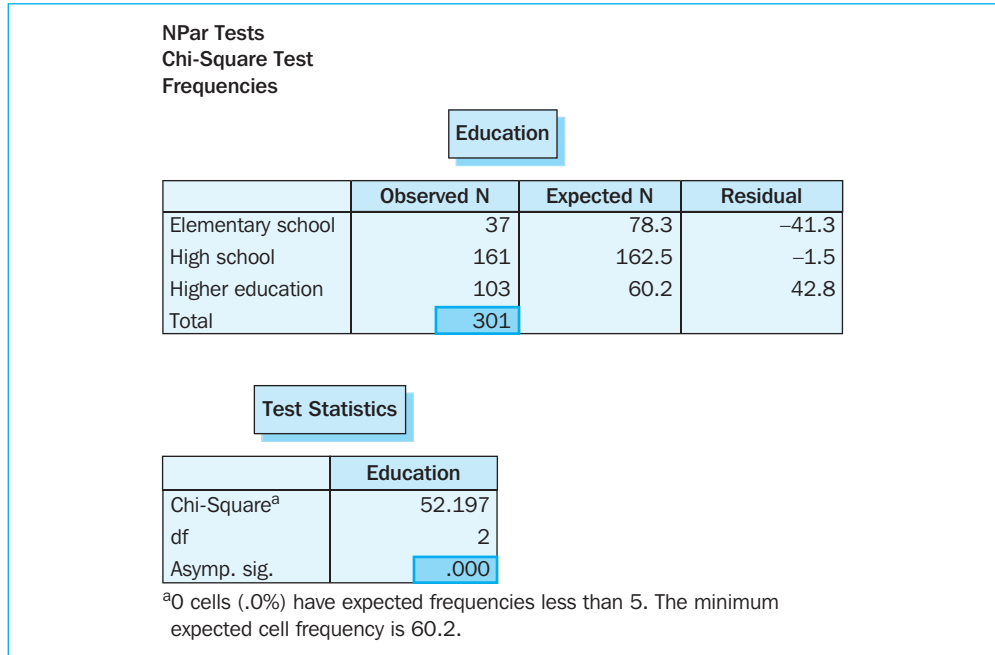 NPar Tests
Chi-Square Test
Frequencies
Education
Observed N Expected N Residual
Elementary school 37 78.3 –41.3
High school 161 162.5 –1.5
Higher education 103 60.2 42.8
Total 301
Test Statistics
Education
Chi-Squareᵃ 52.197
df 2
Asymp. sig. .000
ᵃ0 cells (.0%) have expected frequencies less than 5. The minimum
expected cell frequency is 60.2.